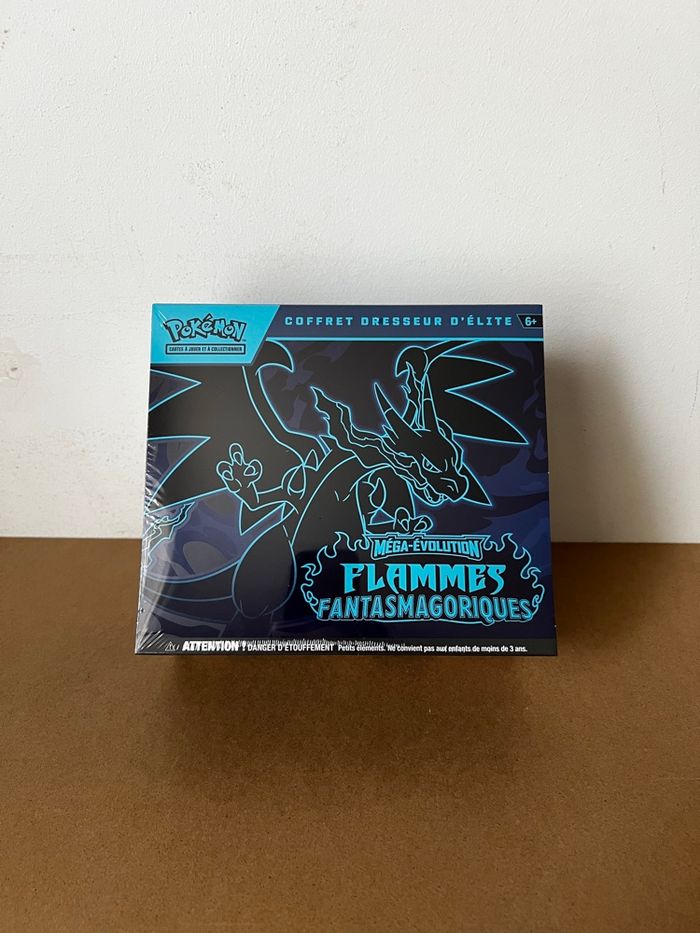 POKÉMON
CARTES À JOUER ET À COLLECTIONNER
COFFRET DRESSEUR D'ÉLITE 6+
MÉGA-ÉVOLUTION
FLAMMES
FANTASMAGORIQUES
ATTENTION ! DANGER D'ÉTOUFFEMENT Petits éléments. Ne convient pas aux enfants de moins de 3 ans.